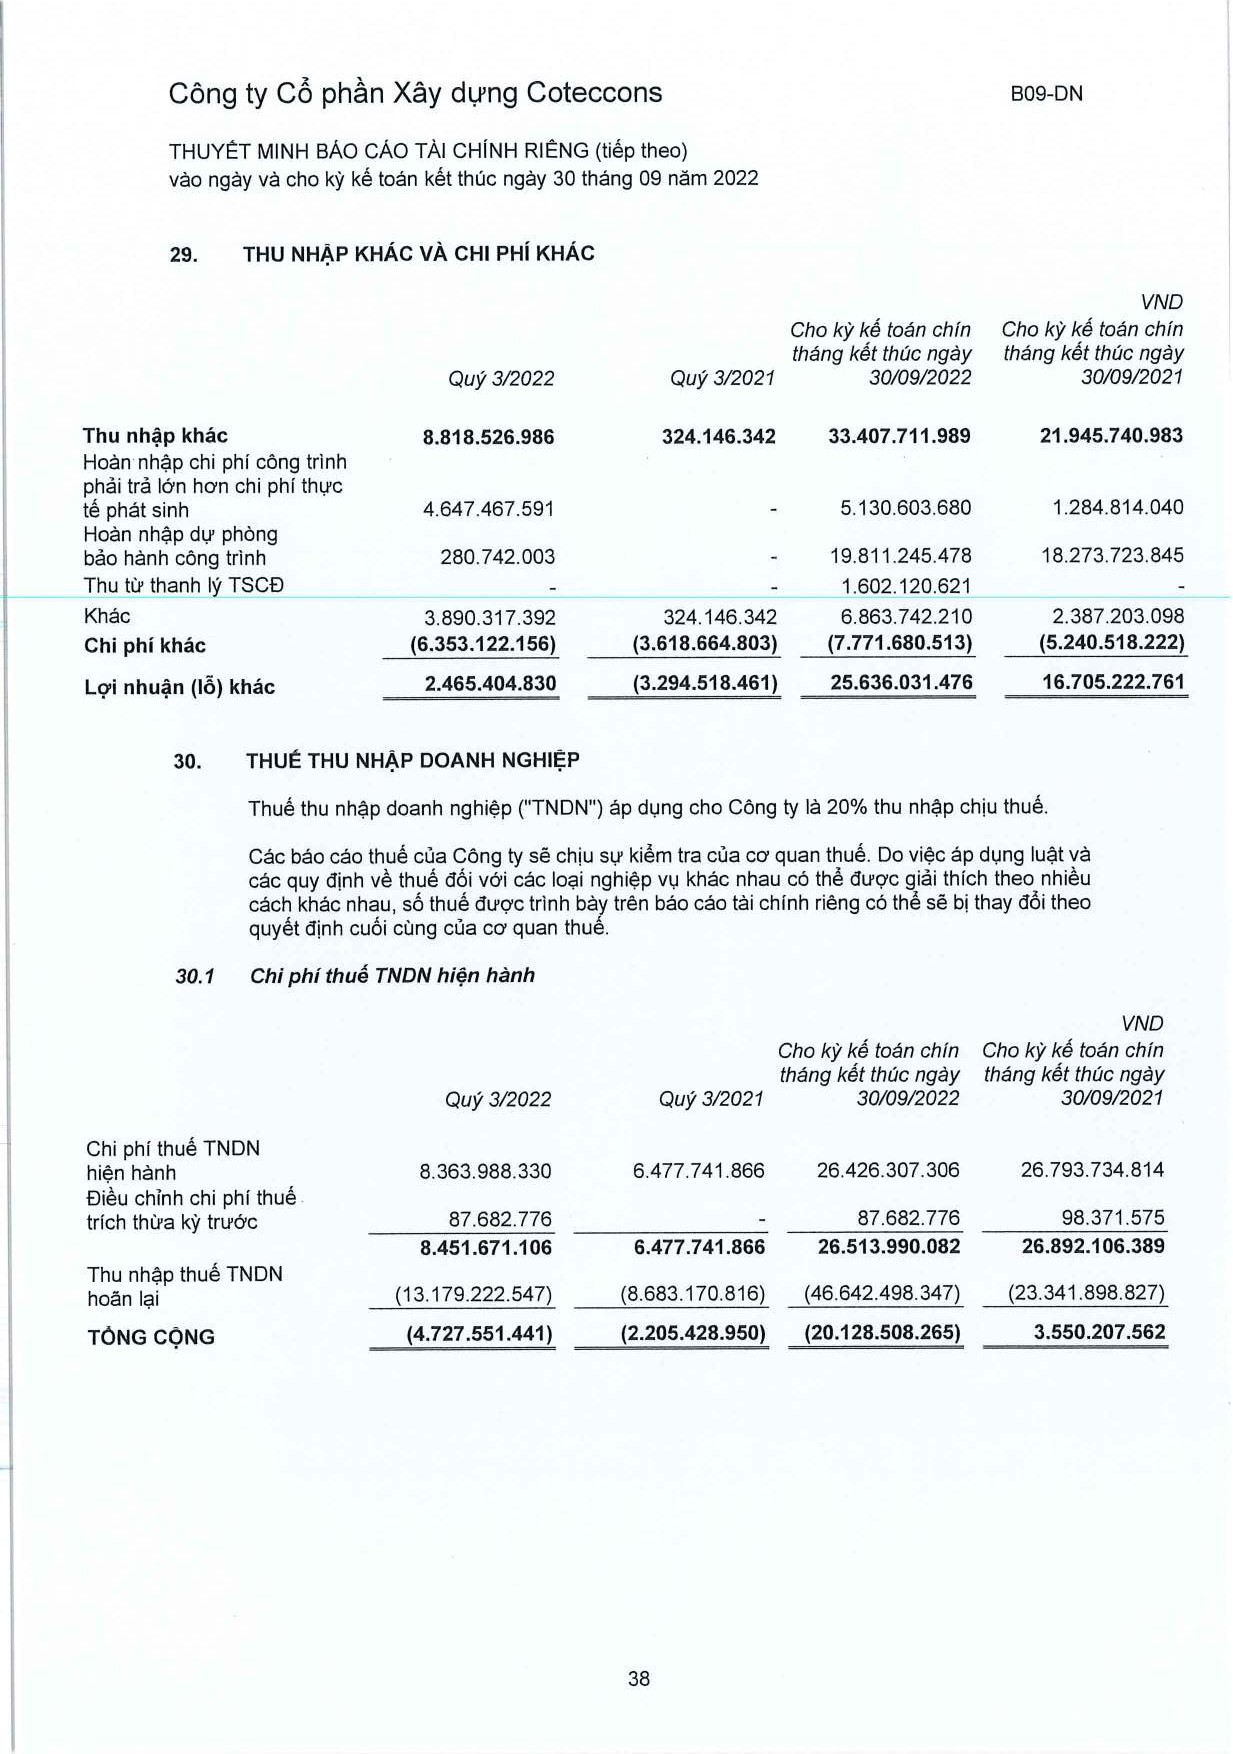 Công ty Cổ phần Xây dựng Coteccons B09-DN
THUYẾT MINH BÁO CÁO TÀI CHÍNH RIÊNG (tiếp theo)
vào ngày và cho kỳ kế toán kết thúc ngày 30 tháng 09 năm 2022
29. THU NHẬP KHÁC VÀ CHI PHÍ KHÁC
VND
Cho kỳ kế toán chín Cho kỳ kế toán chín
tháng kết thúc ngày tháng kết thúc ngày
Quý 3/2022 Quý 3/2021 30/09/2022 30/09/2021
Thu nhập khác 8.818.526.986 324.146.342 33.407.711.989 21.945.740.983
Hoàn nhập chi phí công trình
phải trả lớn hơn chi phí thực
tế phát sinh 4.647.467.591 - 5.130.603.680 1.284.814.040
Hoàn nhập dự phòng
bảo hành công trình 280.742.003 - 19.811.245.478 18.273.723.845
Thu từ thanh lý TSCĐ - - 1.602.120.621 -
Khác 3.890.317.392 324.146.342 6.863.742.210 2.387.203.098
Chi phí khác (6.353.122.156) (3.618.664.803) (7.771.680.513) (5.240.518.222)
Lợi nhuận (lỗ) khác 2.465.404.830 (3.294.518.461) 25.636.031.476 16.705.222.761
30. THUẾ THU NHẬP DOANH NGHIỆP
Thuế thu nhập doanh nghiệp ("TNDN") áp dụng cho Công ty là 20% thu nhập chịu thuế.
Các báo cáo thuế của Công ty sẽ chịu sự kiểm tra của cơ quan thuế. Do việc áp dụng luật và
các quy định về thuế đối với các loại nghiệp vụ khác nhau có thể được giải thích theo nhiều
cách khác nhau, số thuế được trình bày trên báo cáo tài chính riêng có thể sẽ bị thay đổi theo
quyết định cuối cùng của cơ quan thuế.
30.1 Chi phí thuế TNDN hiện hành
VND
Cho kỳ kế toán chín Cho kỳ kế toán chín
tháng kết thúc ngày tháng kết thúc ngày
Quý 3/2022 Quý 3/2021 30/09/2022 30/09/2021
Chi phí thuế TNDN
hiện hành 8.363.988.330 6.477.741.866 26.426.307.306 26.793.734.814
Điều chỉnh chi phí thuế
trích thừa kỳ trước 87.682.776 - 87.682.776 98.371.575
8.451.671.106 6.477.741.866 26.513.990.082 26.892.106.389
Thu nhập thuế TNDN
hoãn lại (13.179.222.547) (8.683.170.816) (46.642.498.347) (23.341.898.827)
TỔNG CỘNG (4.727.551.441) (2.205.428.950) (20.128.508.265) 3.550.207.562
38